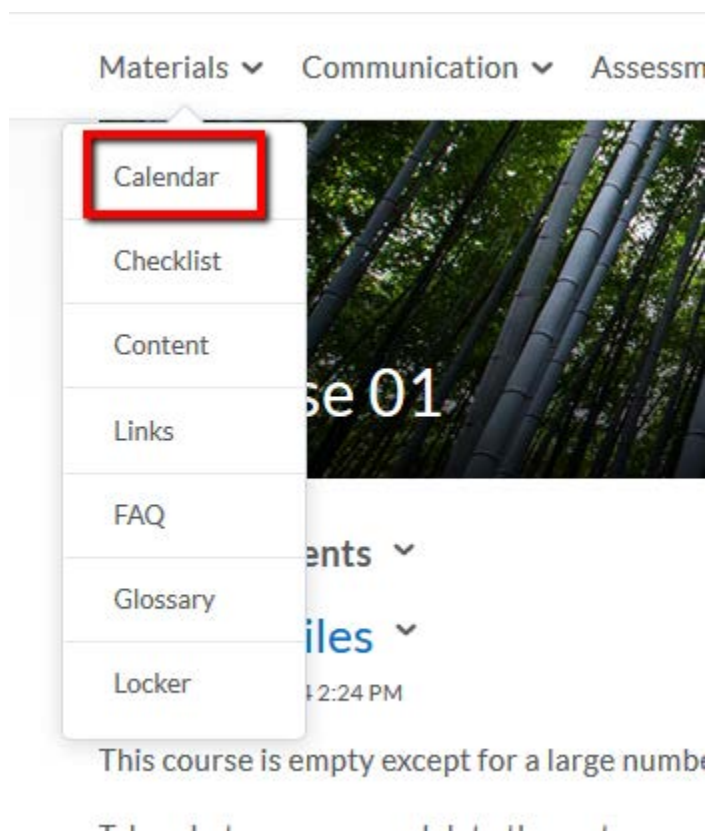 Materials Communication Assessm
Calendar
Checklist
Content
se 01
Links
FAQ
ents
Glossary
iles
Locker
4 2:24 PM
This course is empty except for a large numbe